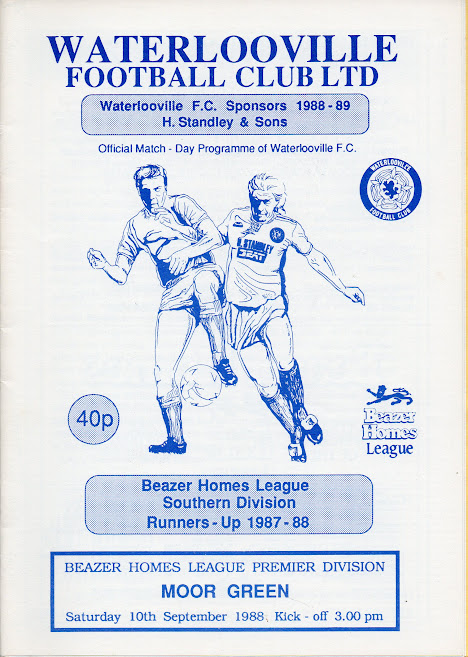 WATERLOOVILLE
FOOTBALL CLUB LTD
Waterlooville F.C. Sponsors 1988-89
H. Standley & Sons
Official Match - Day Programme of Waterlooville F.C.
WATERLOOVILLE
FOOTBALL CLUB
H. STANDLEY
SEAT
40p
Beazer
Homes
League
Beazer Homes League
Southern Division
Runners-Up 1987-88
BEAZER HOMES LEAGUE PREMIER DIVISION
MOOR GREEN
Saturday 10th September 1988, Kick - off 3.00 pm